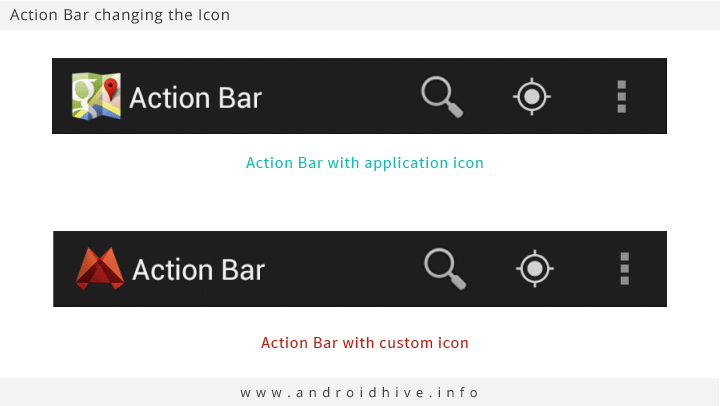 Action Bar changing the Icon
g
Action Bar
Action Bar with application icon
Action Bar
Action Bar with custom icon
www.androidhive.info